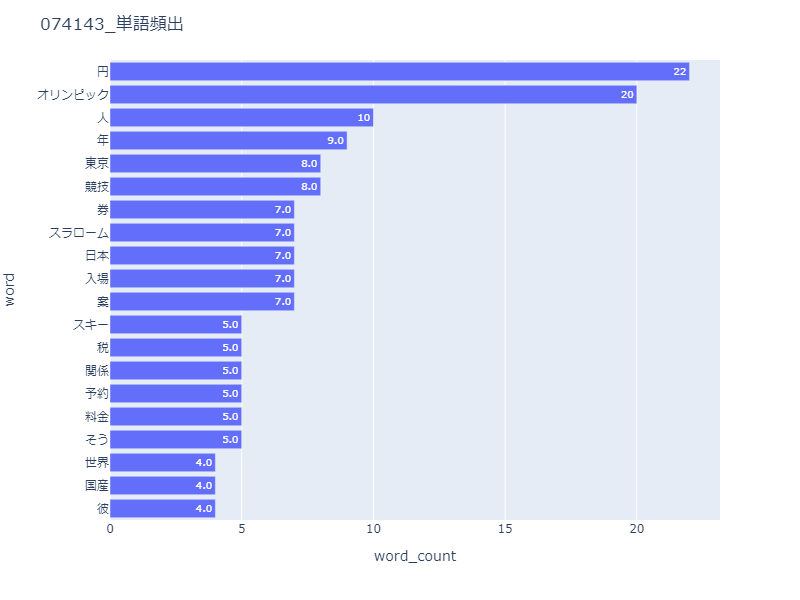 074143_単語頻出
円 22
オリンピック 20
人 10
年 9.0
東京 8.0
競技 8.0
券 7.0
スラローム 7.0
日本 7.0
入場 7.0
案 7.0
スキー 5.0
税 5.0
関係 5.0
予約 5.0
料金 5.0
そう 5.0
世界 4.0
国産 4.0
彼 4.0
word
0 5 10 15 20
word_count